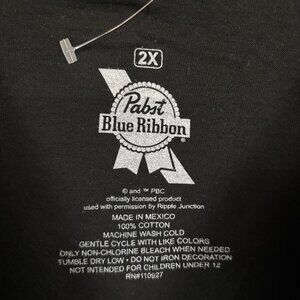 2X
Pabst
Blue Ribbon
© and ™ PBC
officially licensed product
used with permission by Ripple Junction
MADE IN MEXICO
100% COTTON
MACHINE WASH COLD
GENTLE CYCLE WITH LIKE COLORS
ONLY NON-CHLORINE BLEACH WHEN NEEDED
TUMBLE DRY LOW • DO NOT IRON DECORATION
NOT INTENDED FOR CHILDREN UNDER 12
RN#110927